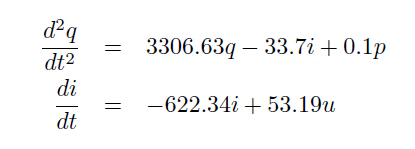 d²q/dt² = 3306.63q − 33.7i + 0.1p
di/dt = −622.34i + 53.19u